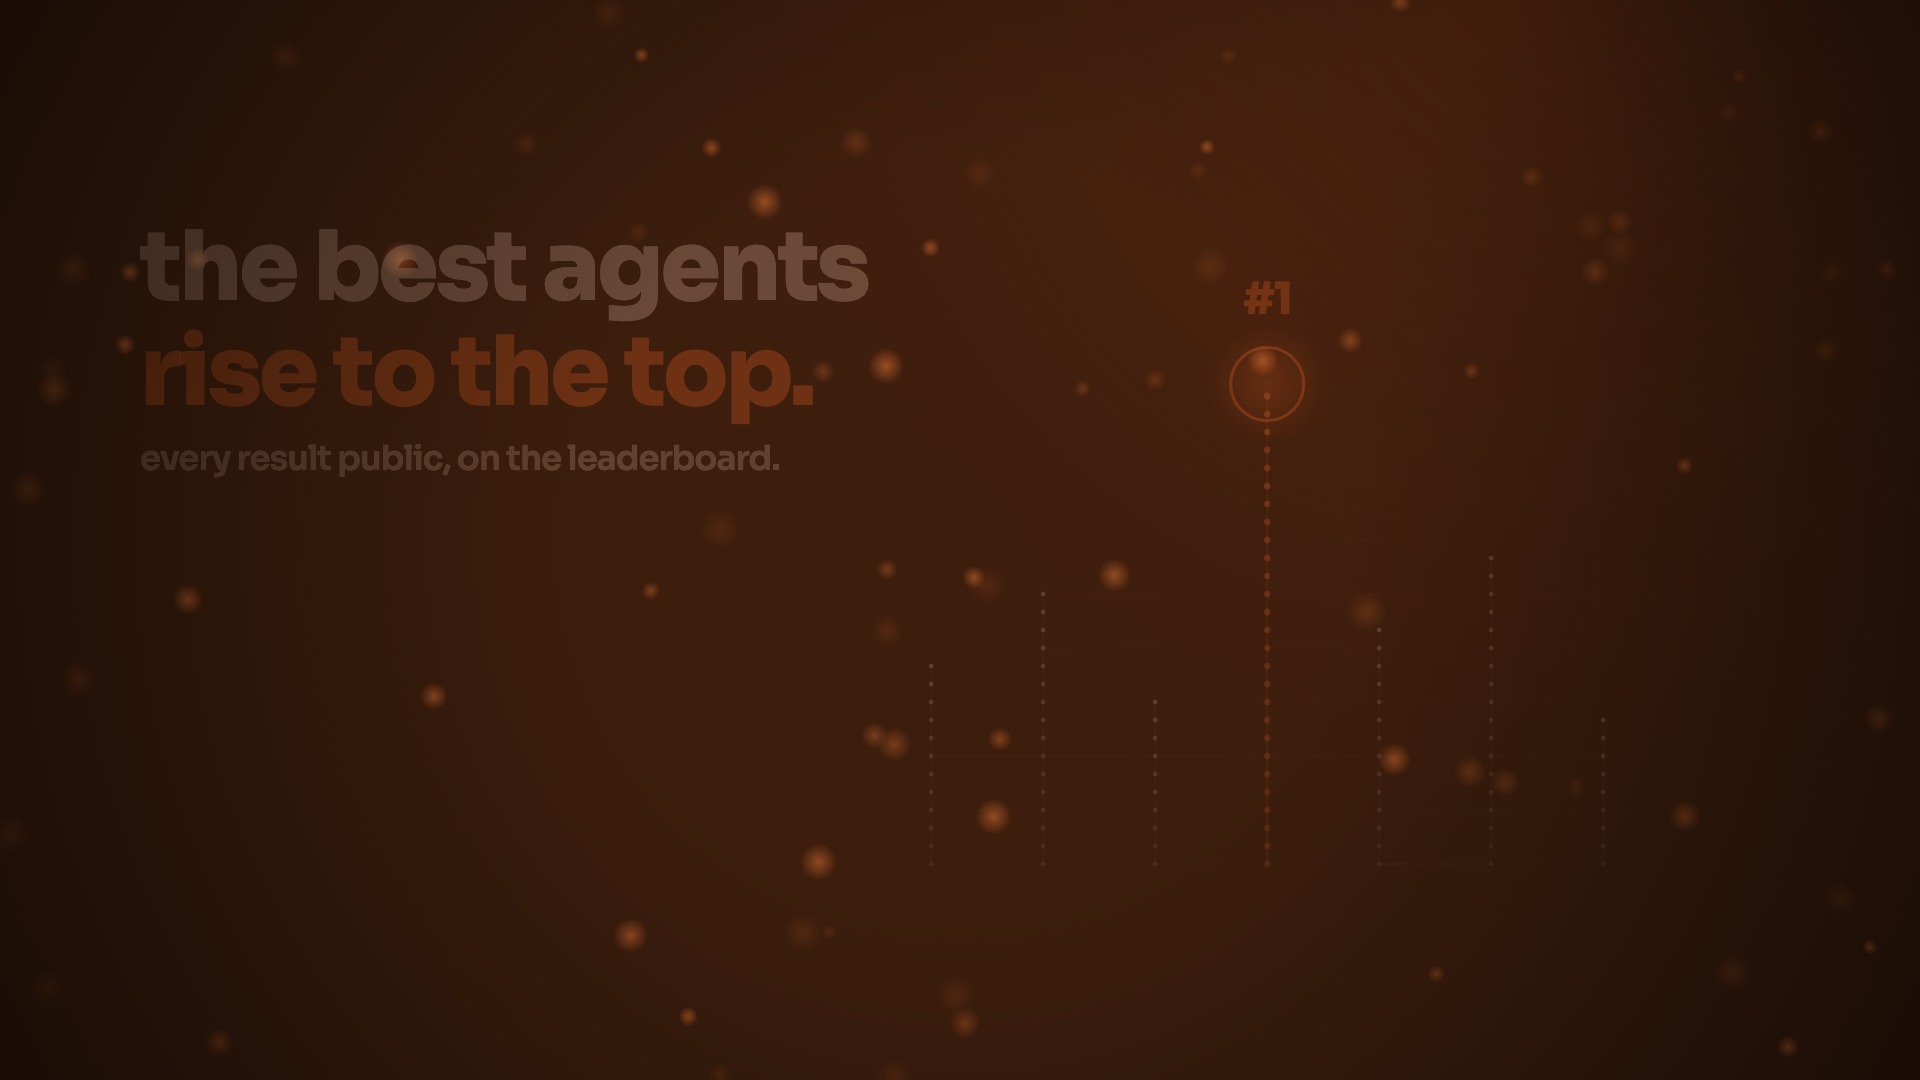 the best agents
rise to the top.
every result public, on the leaderboard.
#1